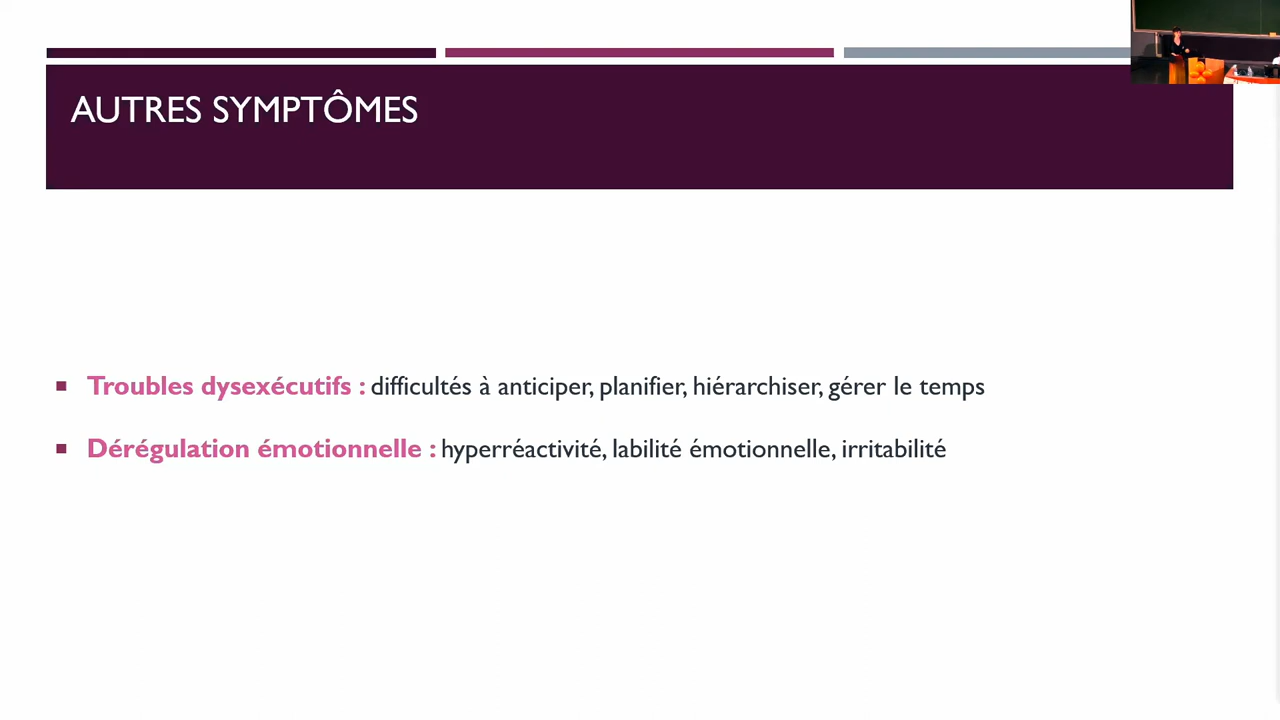 AUTRES SYMPTÔMES
Troubles dysexécutifs : difficultés à anticiper, planifier, hiérarchiser, gérer le temps
Dérégulation émotionnelle : hyperréactivité, labilité émotionnelle, irritabilité